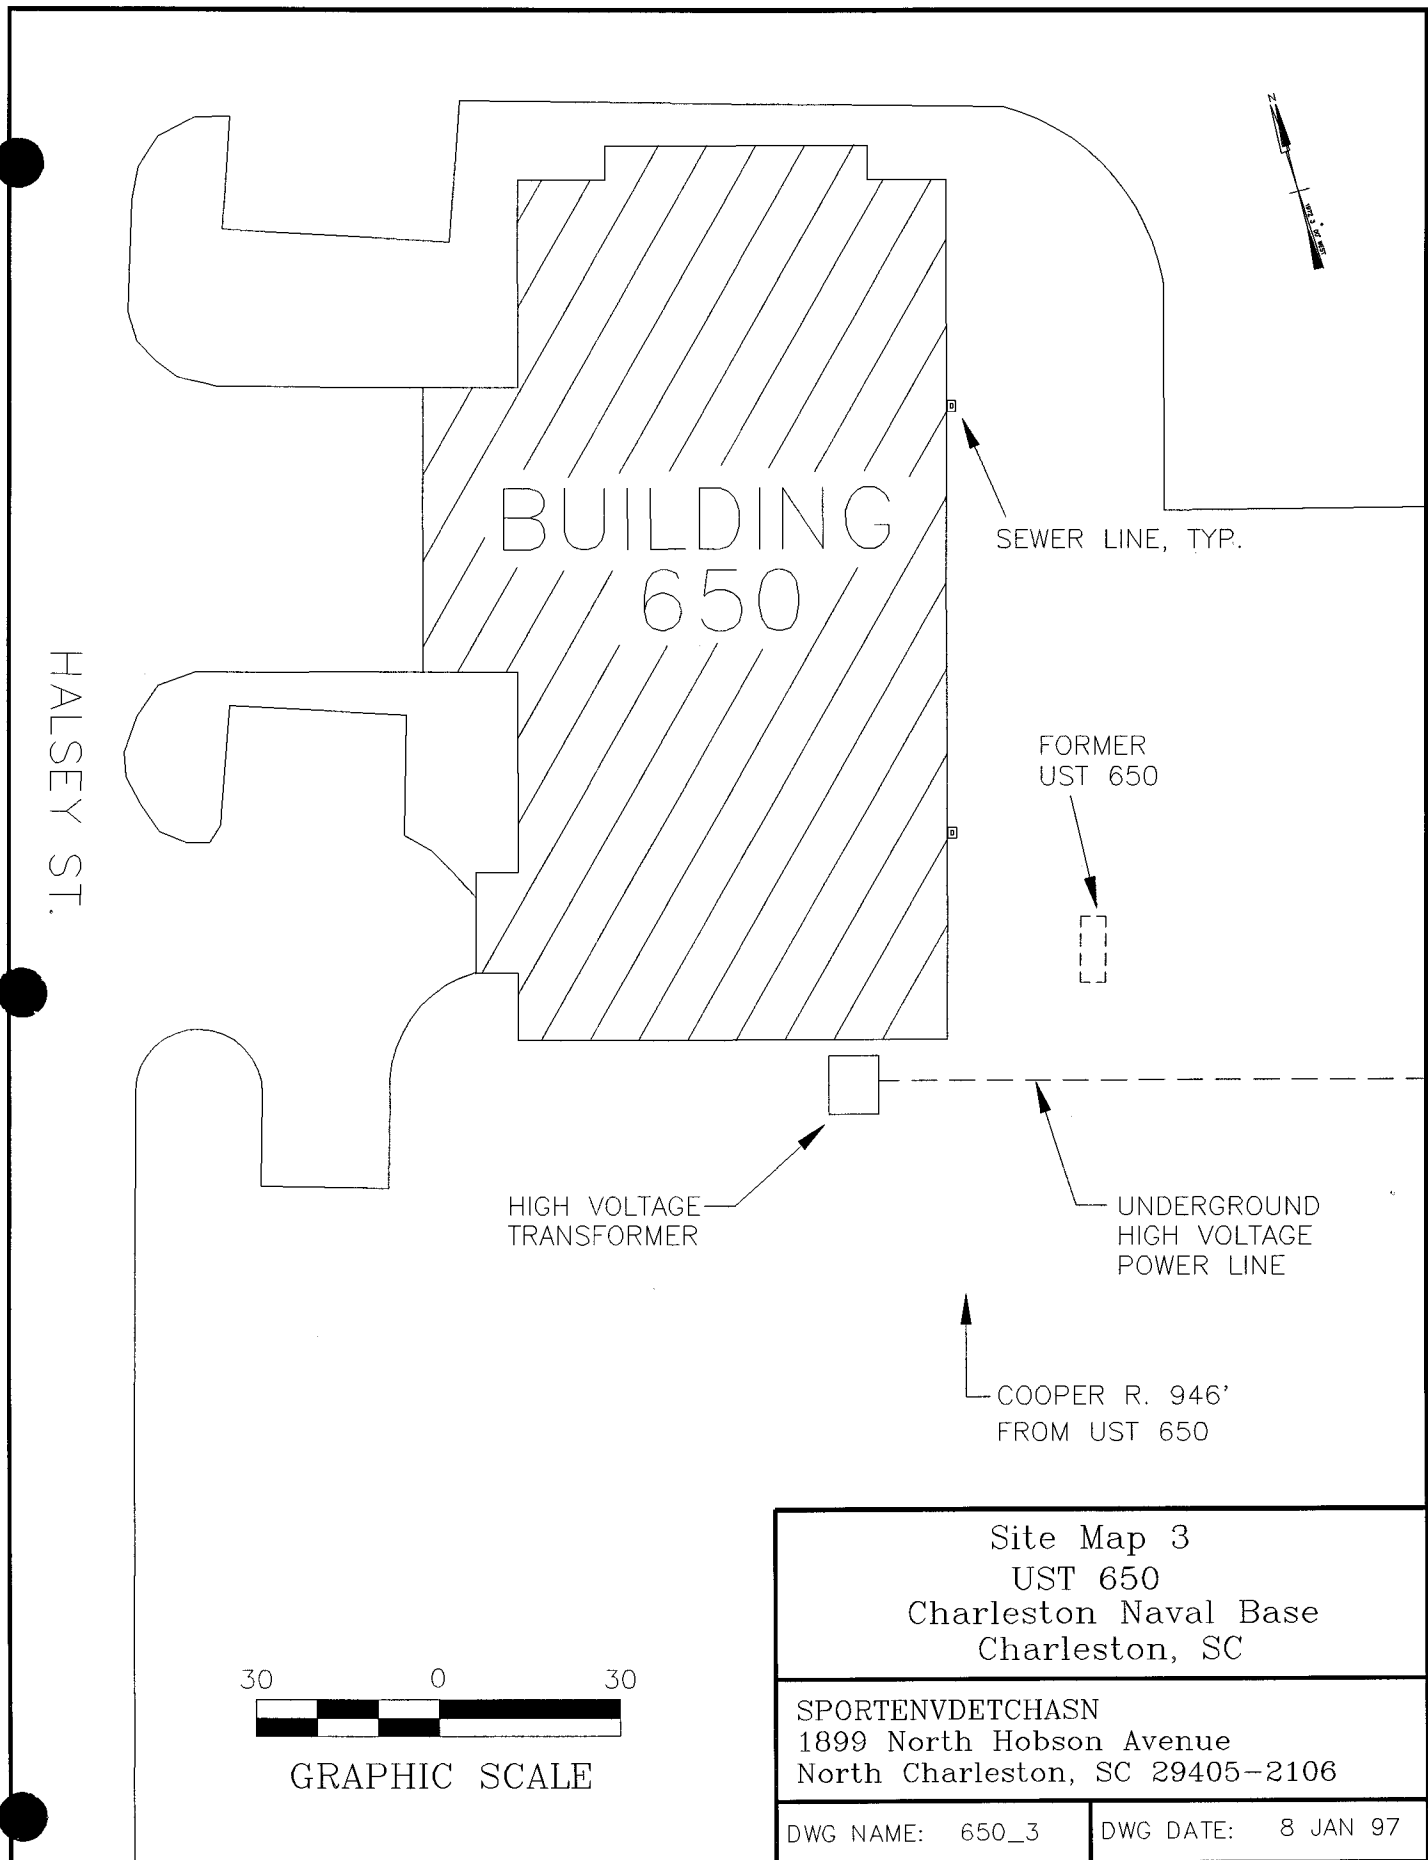 N
BUILDING
650
SEWER LINE, TYP.
HALSEY ST.
FORMER
UST 650
HIGH VOLTAGE
TRANSFORMER
UNDERGROUND
HIGH VOLTAGE
POWER LINE
COOPER R. 946'
FROM UST 650
Site Map 3
UST 650
Charleston Naval Base
Charleston, SC
30 0 30
GRAPHIC SCALE
SPORTENVDETCHASN
1899 North Hobson Avenue
North Charleston, SC 29405-2106
DWG NAME: 650_3
DWG DATE: 8 JAN 97